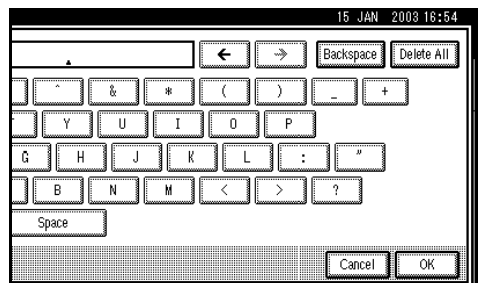 15 JAN 2003 16:54
← → Backspace Delete All
^ & * ( ) _ +
Y U I O P
G H J K L : "
B N M < > ?
Space
Cancel OK